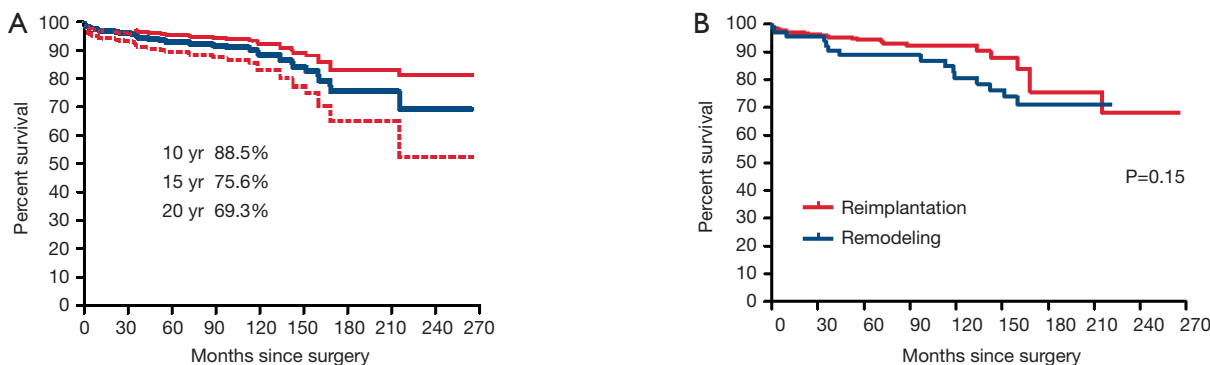 A
100
90
80
70
60
50
40
30
20
10
0
Percent survival
10 yr 88.5%
15 yr 75.6%
20 yr 69.3%
0 30 60 90 120 150 180 210 240 270
Months since surgery
B
100
90
80
70
60
50
40
30
20
10
0
Percent survival
P=0.15
Reimplantation
Remodeling
0 30 60 90 120 150 180 210 240 270
Months since surgery